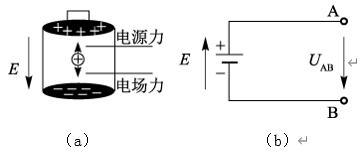 + + + + +
电源力
E
+
电场力
− − − − −
(a)
A
+
E
−
U_AB
B
(b)